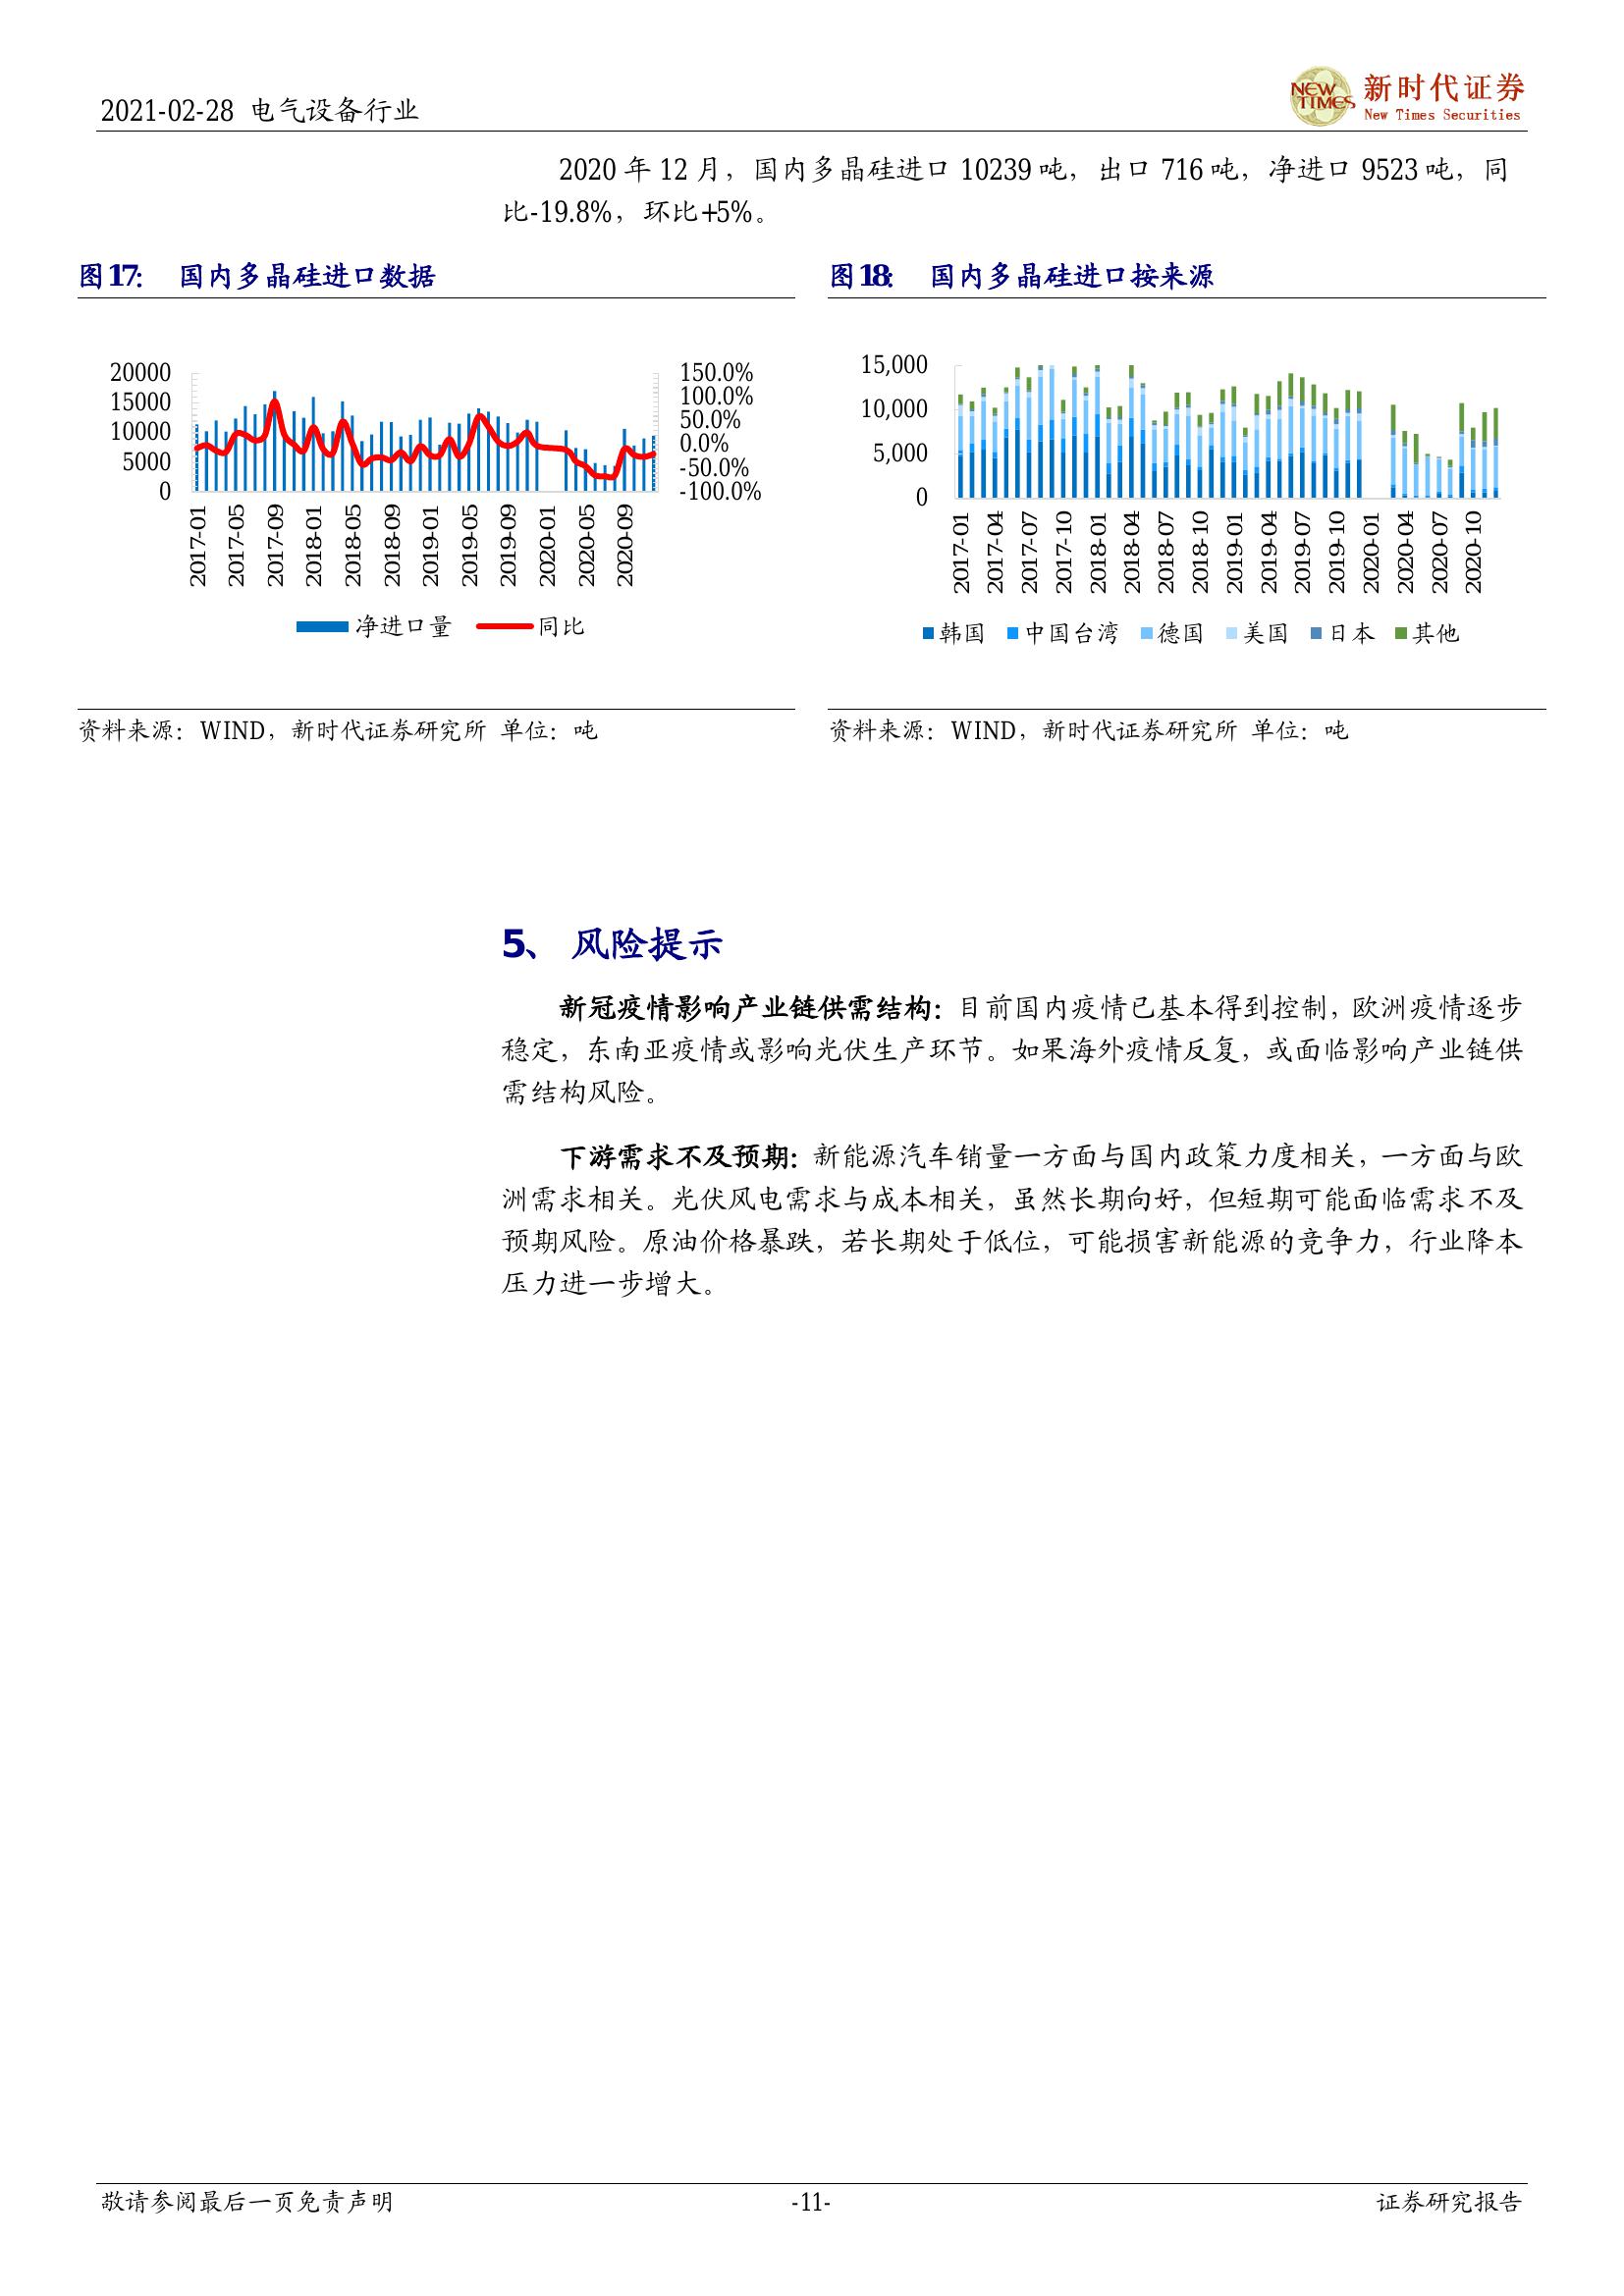 2021-02-28 电气设备行业
NEW TIMES
新时代证券
New Times Securities
2020 年 12 月，国内多晶硅进口 10239 吨，出口 716 吨，净进口 9523 吨，同
比-19.8%，环比+5%。
图17： 国内多晶硅进口数据
20000
15000
10000
5000
0
150.0%
100.0%
50.0%
0.0%
-50.0%
-100.0%
2017-01
2017-05
2017-09
2018-01
2018-05
2018-09
2019-01
2019-05
2019-09
2020-01
2020-05
2020-09
净进口量 同比
资料来源：WIND，新时代证券研究所 单位：吨
图18： 国内多晶硅进口按来源
15,000
10,000
5,000
0
2017-01
2017-04
2017-07
2017-10
2018-01
2018-04
2018-07
2018-10
2019-01
2019-04
2019-07
2019-10
2020-01
2020-04
2020-07
2020-10
韩国 中国台湾 德国 美国 日本 其他
资料来源：WIND，新时代证券研究所 单位：吨
5、 风险提示
新冠疫情影响产业链供需结构：目前国内疫情已基本得到控制，欧洲疫情逐步
稳定，东南亚疫情或影响光伏生产环节。如果海外疫情反复，或面临影响产业链供
需结构风险。
下游需求不及预期：新能源汽车销量一方面与国内政策力度相关，一方面与欧
洲需求相关。光伏风电需求与成本相关，虽然长期向好，但短期可能面临需求不及
预期风险。原油价格暴跌，若长期处于低位，可能损害新能源的竞争力，行业降本
压力进一步增大。
敬请参阅最后一页免责声明
-11-
证券研究报告